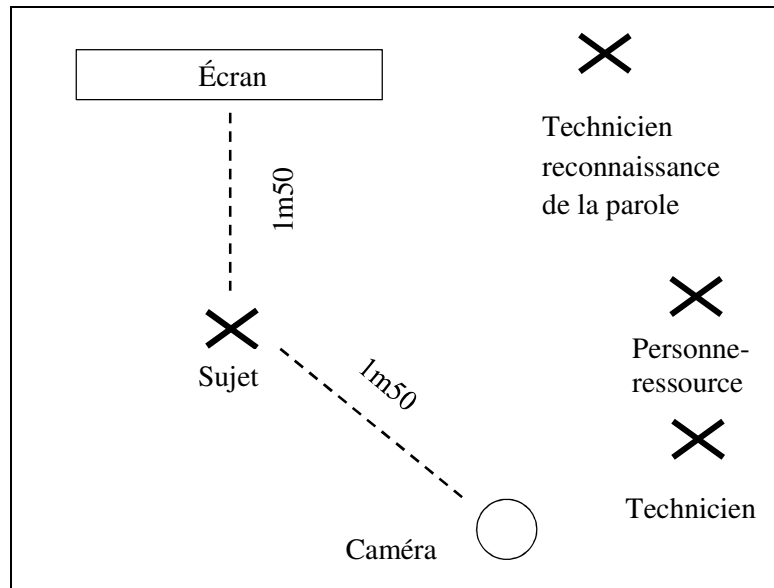 Écran
Technicien
reconnaissance
de la parole
1m50
Sujet
1m50
Personne-
ressource
Technicien
Caméra